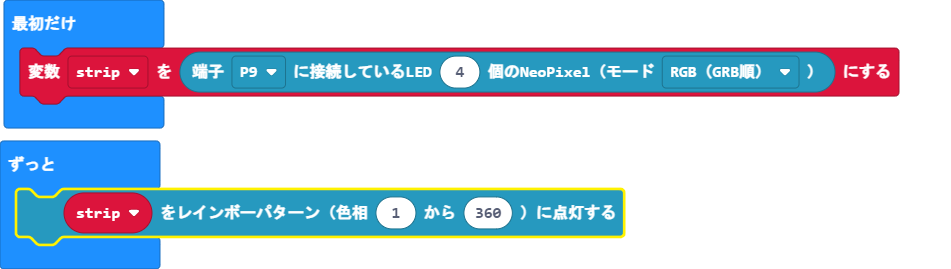 最初だけ
変数 strip を 端子 P9 に接続しているLED 4 個のNeoPixel（モード RGB（GRB順） ） にする
ずっと
strip をレインボーパターン（色相 1 から 360 ）に点灯する